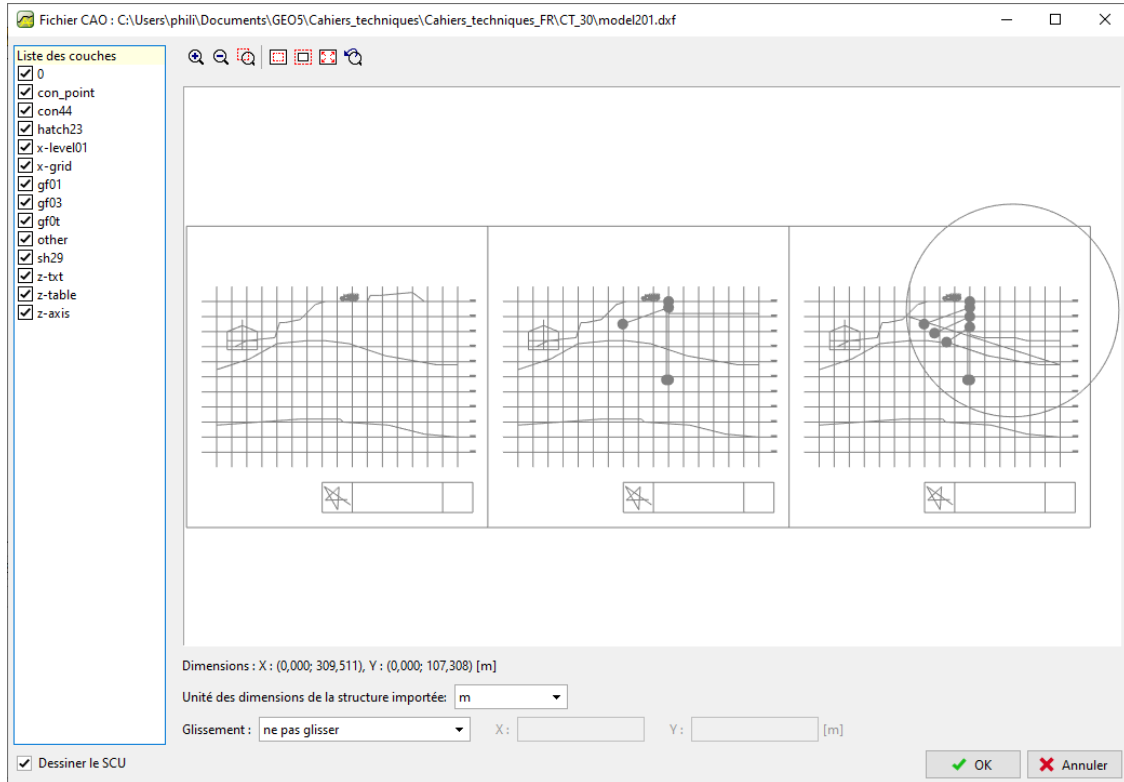 Fichier CAO : C:\Users\phili\Documents\GEO5\Cahiers_techniques\Cahiers_techniques_FR\CT_30\model201.dxf
Liste des couches
0
con_point
con44
hatch23
x-level01
x-grid
gf01
gf03
gf0t
other
sh29
z-txt
z-table
z-axis
Dimensions : X : (0,000; 309,511), Y : (0,000; 107,308) [m]
Unité des dimensions de la structure importée: m
Glissement : ne pas glisser X : Y : [m]
Dessiner le SCU OK Annuler